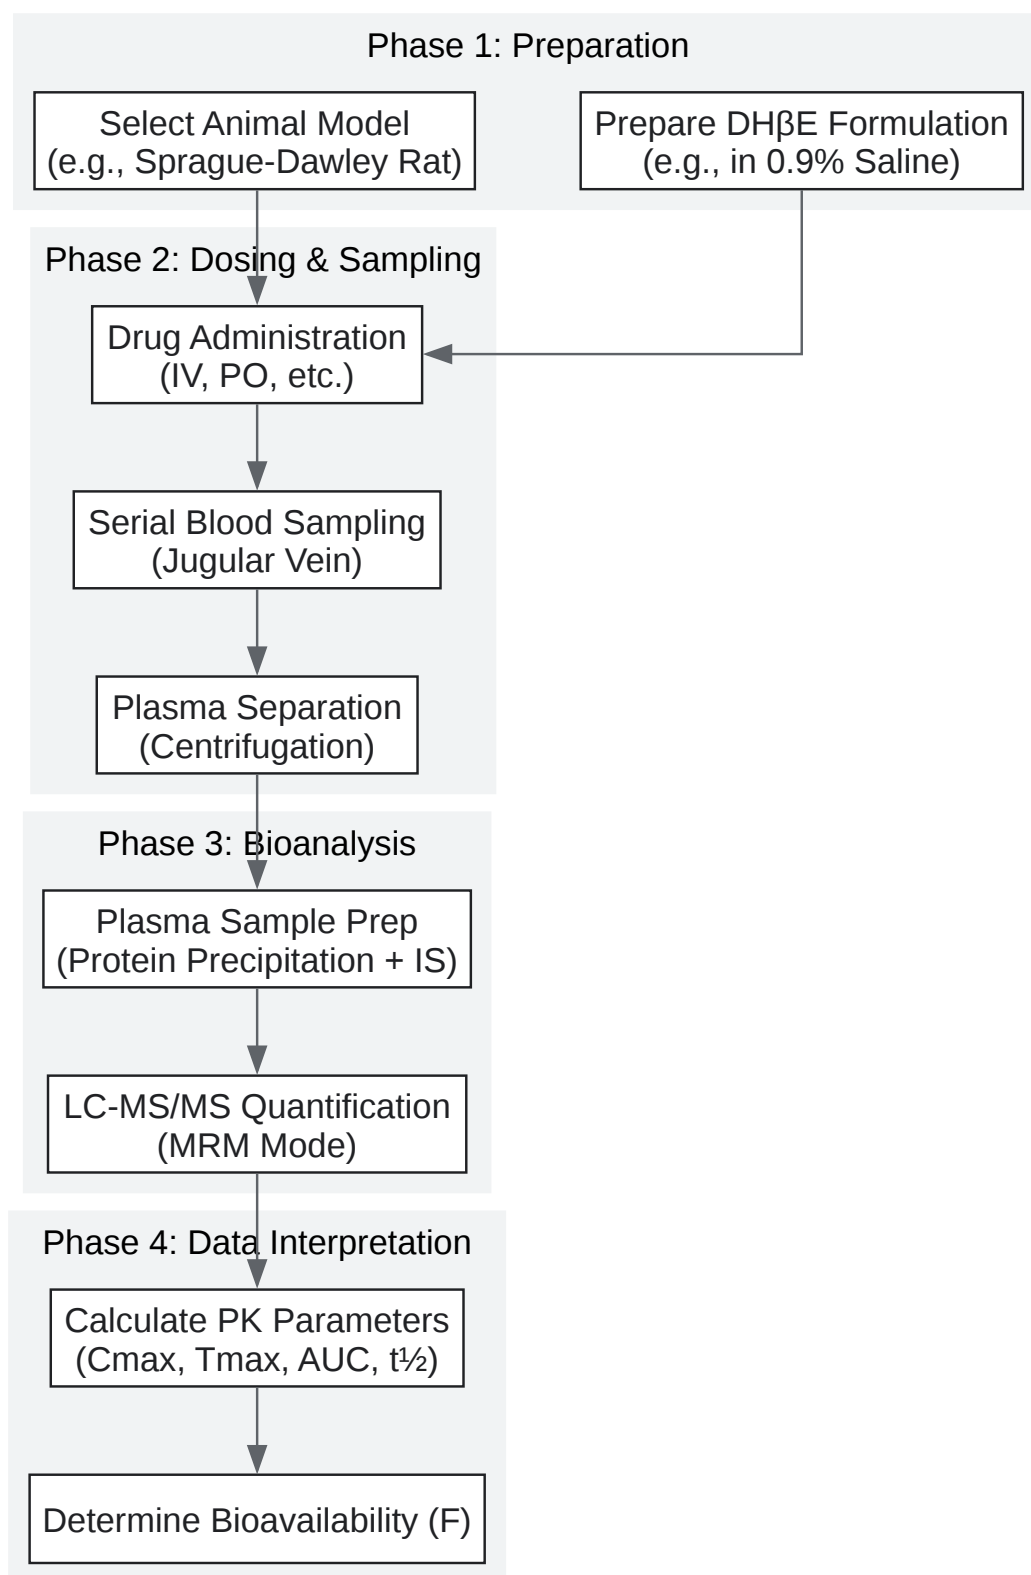 Phase 1: Preparation
Select Animal Model
(e.g., Sprague-Dawley Rat)
Prepare DHβE Formulation
(e.g., in 0.9% Saline)
Phase 2: Dosing & Sampling
Drug Administration
(IV, PO, etc.)
Serial Blood Sampling
(Jugular Vein)
Plasma Separation
(Centrifugation)
Phase 3: Bioanalysis
Plasma Sample Prep
(Protein Precipitation + IS)
LC-MS/MS Quantification
(MRM Mode)
Phase 4: Data Interpretation
Calculate PK Parameters
(Cmax, Tmax, AUC, t½)
Determine Bioavailability (F)